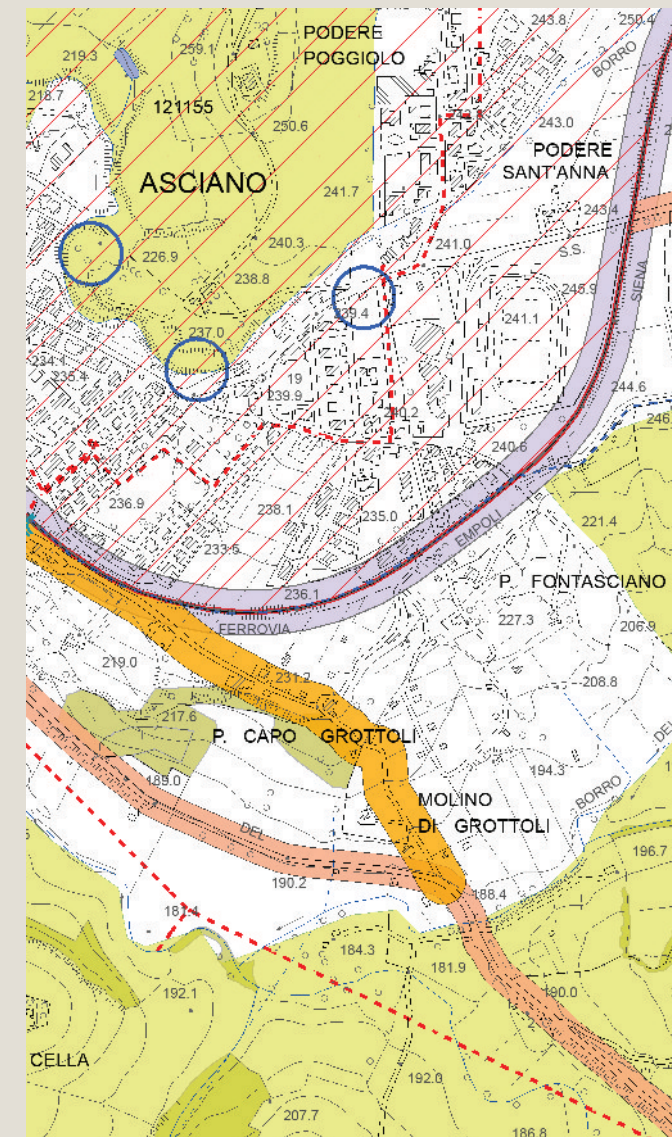 243.8
250.4
PODERE
POGGIOLO
219.3
259.1
BORRO
218.7
121155
250.6
243.0
PODERE
SANT'ANNA
ASCIANO
241.7
243.4
240.3
241.0
S.S.
226.9
238.8
245.9
SIENA
239.4
241.1
237.0
234.1
235.4
19
239.9
240.2
244.6
246.
240.6
236.9
238.1
235.0
221.4
EMPOLI
233.6
P. FONTASCIANO
236.1
227.3
206.9
FERROVIA
219.0
231.2
208.8
217.6
P. CAPO GROTTOLI
DEL
189.0
194.3
BORRO
MOLINO
DI GROTTOLI
DEL
196.7
190.2
188.4
181.4
184.3
181.9
192.1
190.0
CELLA
192.0
207.7
186.8